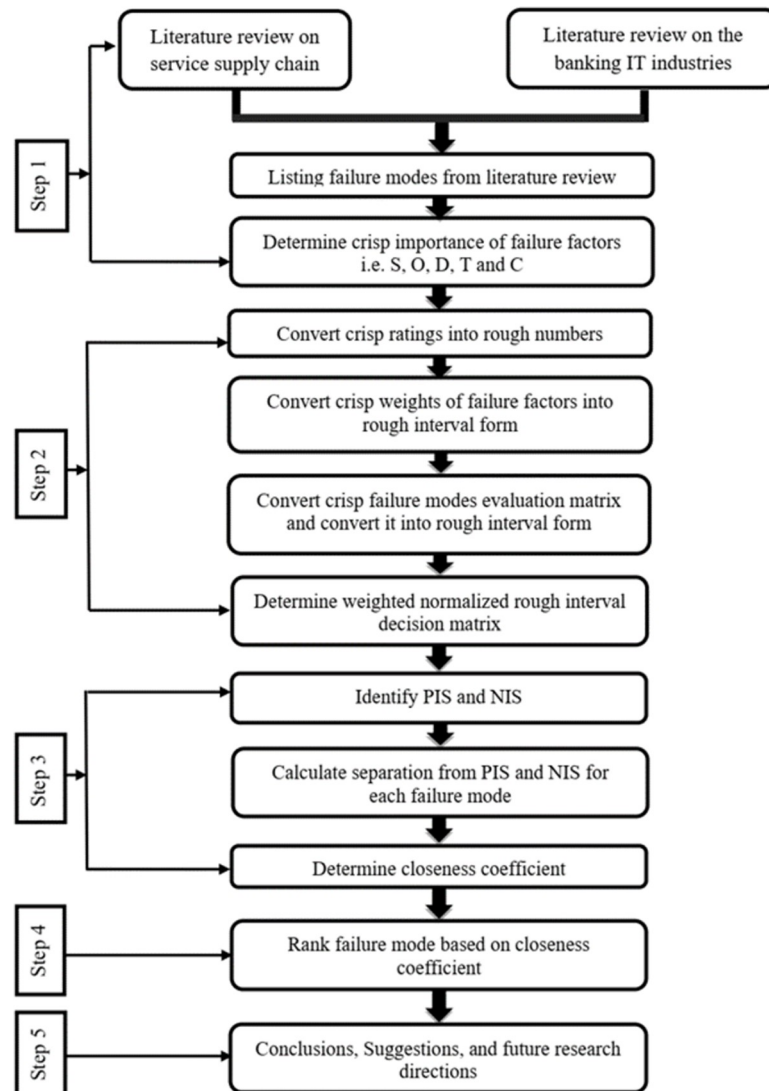 Literature review on
service supply chain
Literature review on the
banking IT industries
Step 1
Listing failure modes from literature review
Determine crisp importance of failure factors
i.e. S, O, D, T and C
Step 2
Convert crisp ratings into rough numbers
Convert crisp weights of failure factors into
rough interval form
Convert crisp failure modes evaluation matrix
and convert it into rough interval form
Determine weighted normalized rough interval
decision matrix
Step 3
Identify PIS and NIS
Calculate separation from PIS and NIS for
each failure mode
Determine closeness coefficient
Step 4
Rank failure mode based on closeness
coefficient
Step 5
Conclusions, Suggestions, and future research
directions